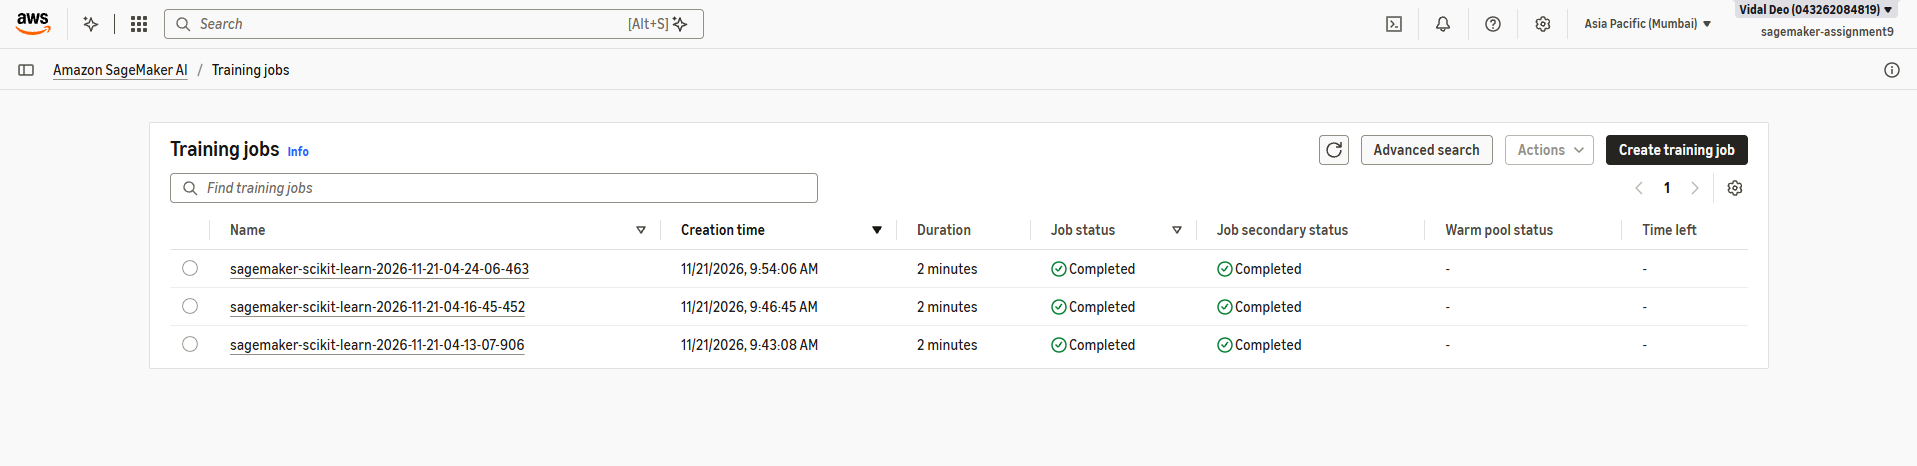 aws
Search [Alt+S]
Asia Pacific (Mumbai)
Vidal Deo (043262084819)
sagemaker-assignment9
Amazon SageMaker AI / Training jobs
Training jobs Info
Advanced search Actions Create training job
Find training jobs
1
Name Creation time Duration Job status Job secondary status Warm pool status Time left
sagemaker-scikit-learn-2026-11-21-04-24-06-463 11/21/2026, 9:54:06 AM 2 minutes Completed Completed - -
sagemaker-scikit-learn-2026-11-21-04-16-45-452 11/21/2026, 9:46:45 AM 2 minutes Completed Completed - -
sagemaker-scikit-learn-2026-11-21-04-13-07-906 11/21/2026, 9:43:08 AM 2 minutes Completed Completed - -